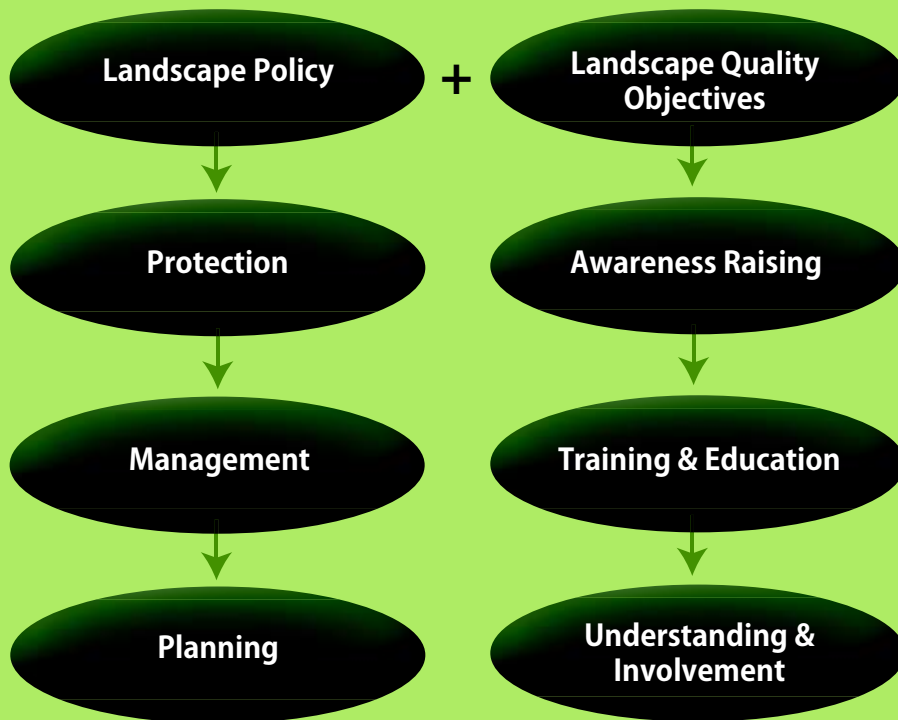 Landscape Policy
+
Landscape Quality
Objectives
Protection
Awareness Raising
Management
Training & Education
Planning
Understanding &
Involvement